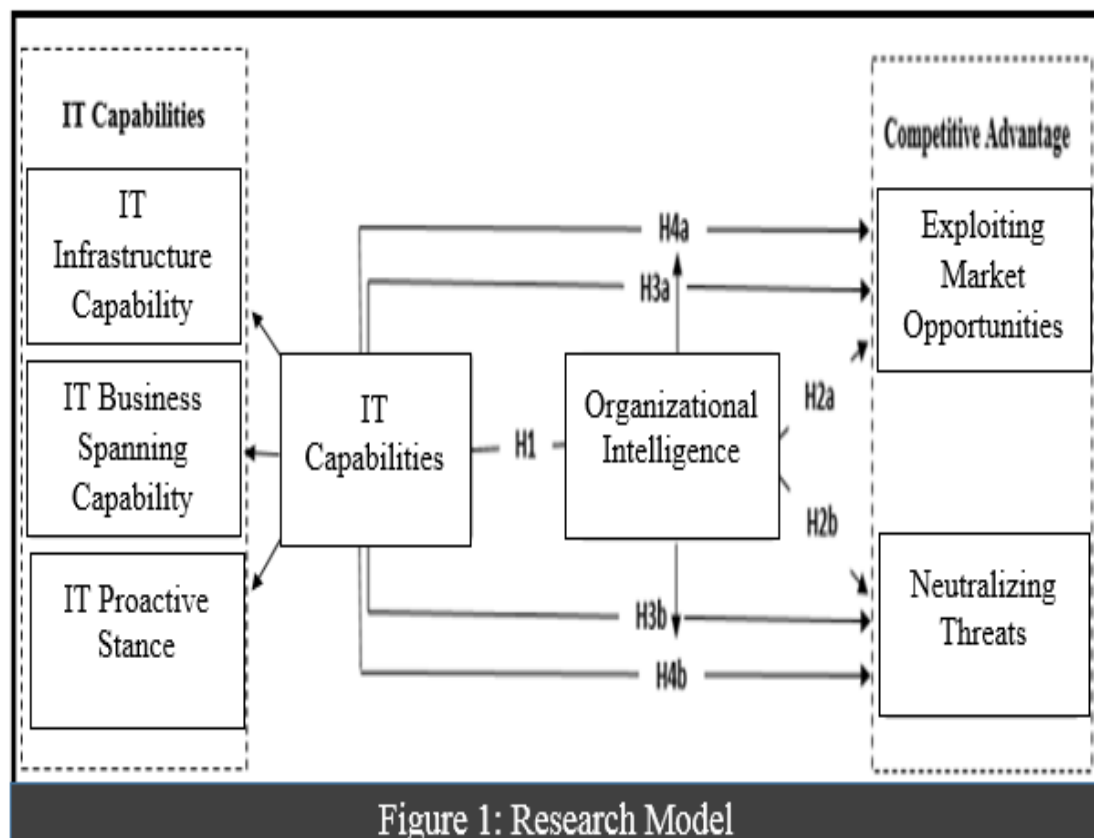 IT Capabilities
IT
Infrastructure
Capability
IT Business
Spanning
Capability
IT Proactive
Stance
IT
Capabilities
H1
Organizational
Intelligence
H4a
H3a
H2a
H2b
H3b
H4b
Competitive Advantage
Exploiting
Market
Opportunities
Neutralizing
Threats
Figure 1: Research Model